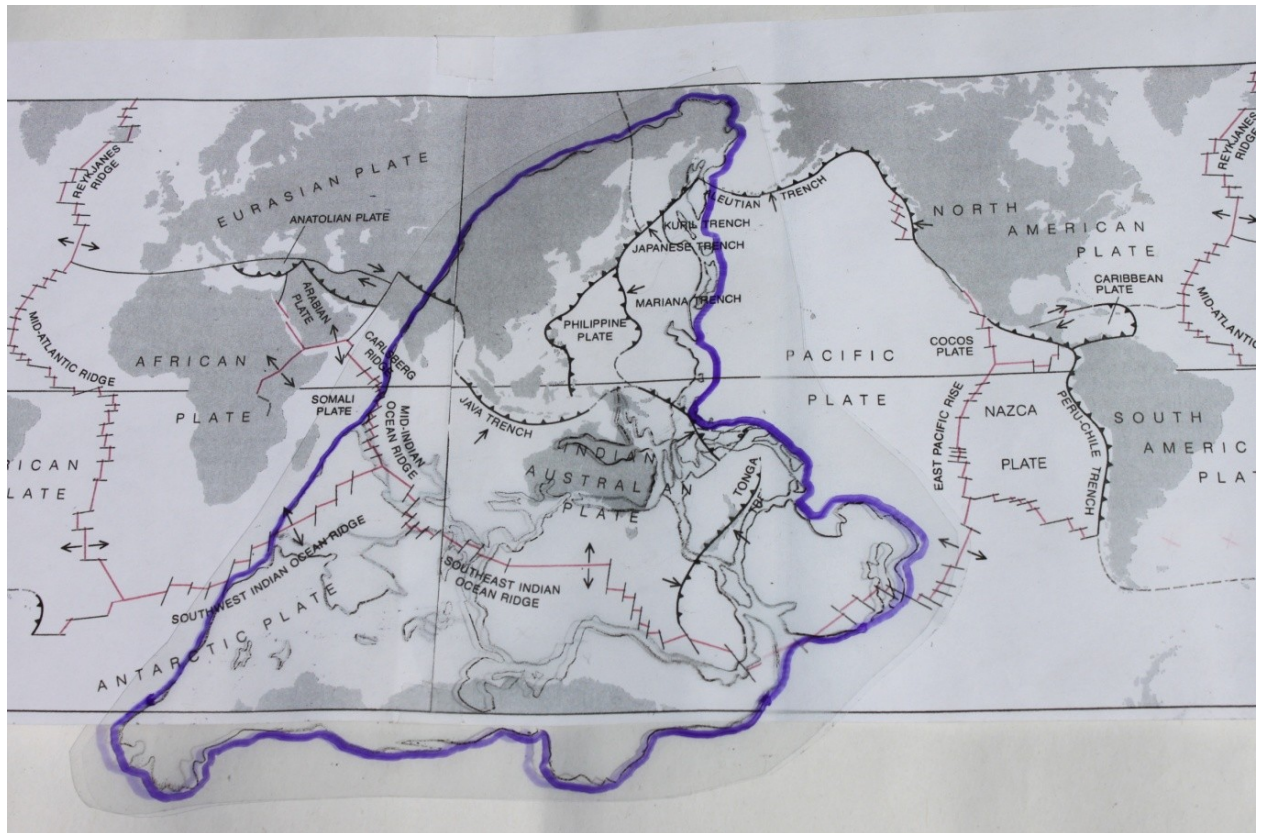 REYKJANES
RIDGE
EURASIAN PLATE
ANATOLIAN PLATE
ARABIAN
PLATE
MID-ATLANTIC RIDGE
AFRICAN
PLATE
CARLSBERG
RIDGE
SOMALI
PLATE
MID-INDIAN
OCEAN RIDGE
RICAN
LATE
SOUTHWEST INDIAN OCEAN RIDGE
ANTARCTIC PLATE
SOUTHEAST INDIAN
OCEAN RIDGE
JAVA TRENCH
INDIAN
AUSTRAL
PLATE
PHILIPPINE
PLATE
KURIL TRENCH
JAPANESE TRENCH
MARIANA TRENCH
LEUTIAN TRENCH
TONGA
PACIFIC
PLATE
NORTH
AMERICAN
PLATE
CARIBBEAN
PLATE
COCOS
PLATE
EAST PACIFIC RISE
NAZCA
PLATE
PERU-CHILE TRENCH
SOUTH
AMERIC
PLA
REYKJANES
RIDGE
MID-ATLANTIC